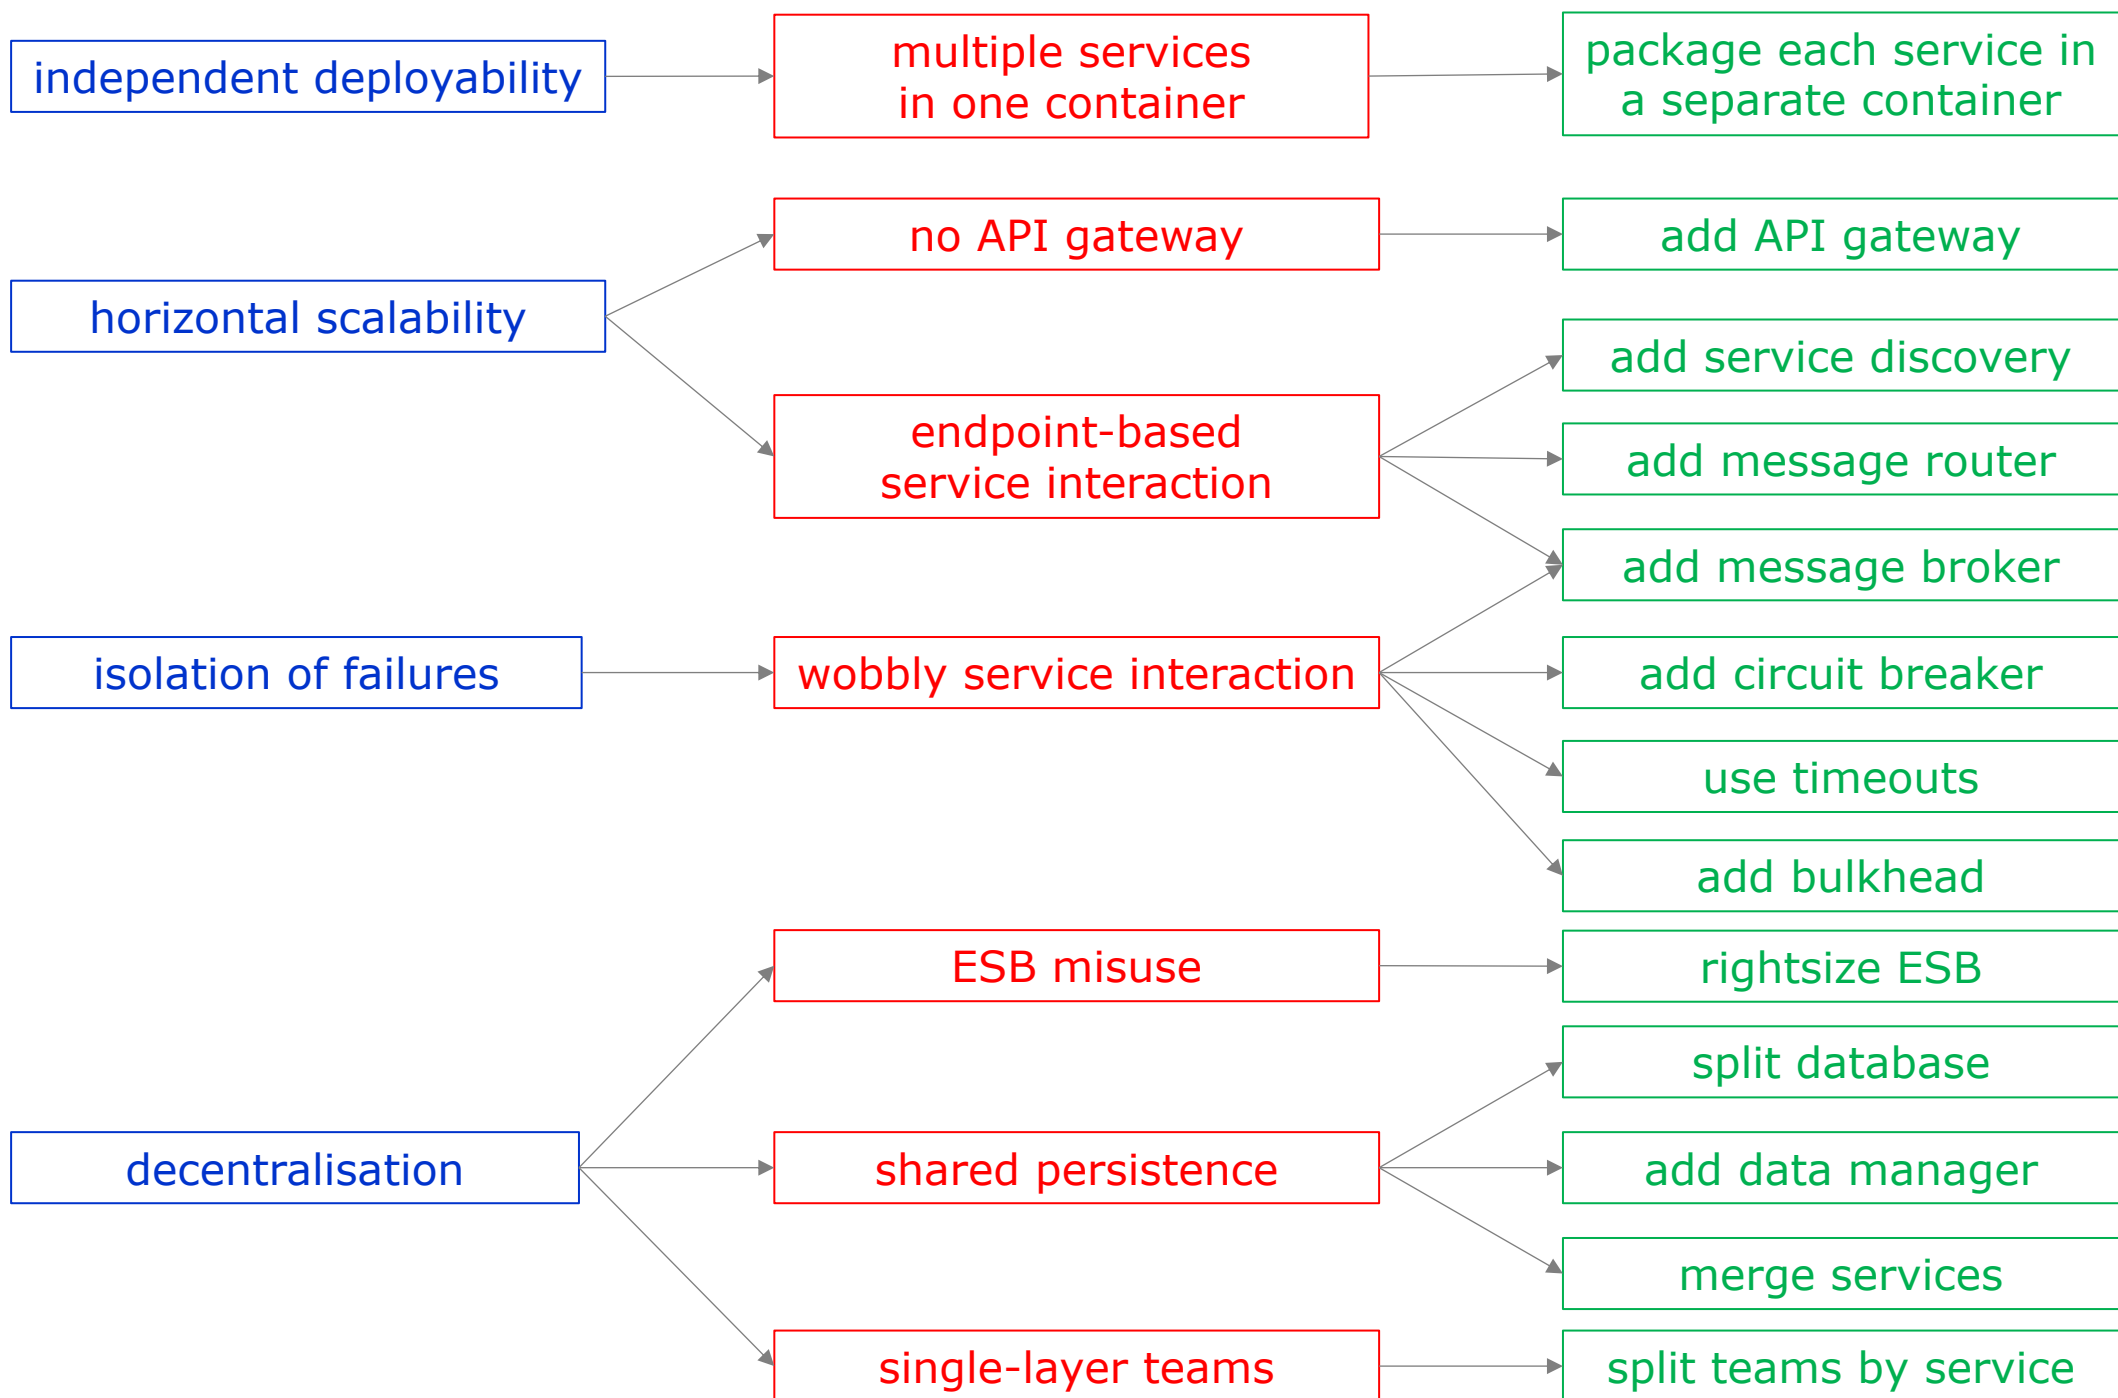 independent deployability
multiple services
in one container
package each service in
a separate container
no API gateway
add API gateway
horizontal scalability
add service discovery
endpoint-based
service interaction
add message router
add message broker
isolation of failures
wobbly service interaction
add circuit breaker
use timeouts
add bulkhead
ESB misuse
rightsize ESB
split database
decentralisation
shared persistence
add data manager
merge services
single-layer teams
split teams by service